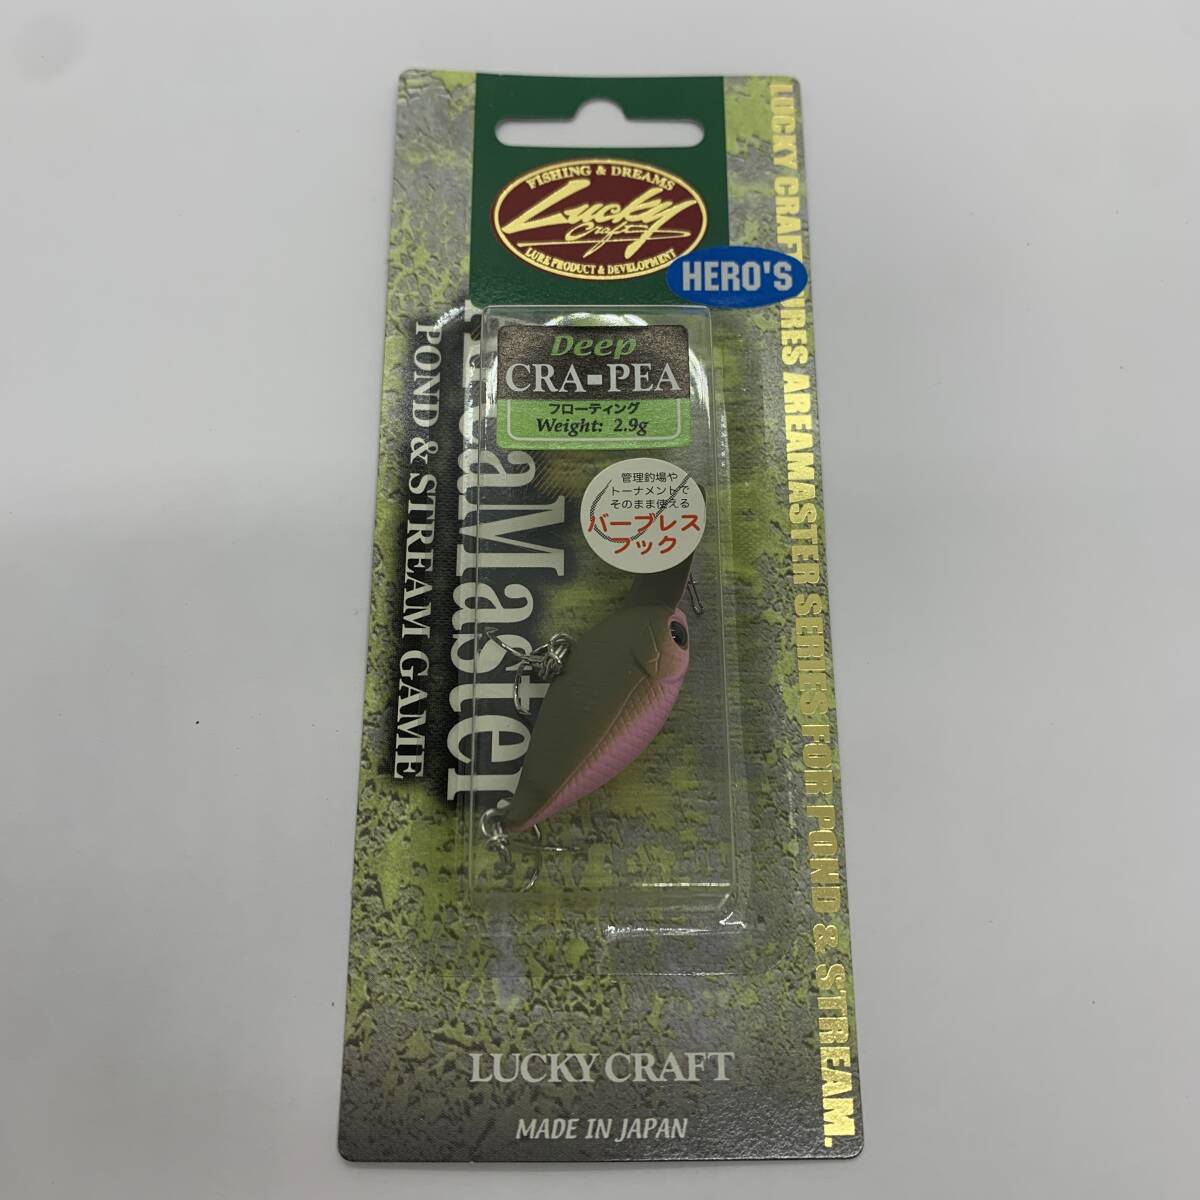 FISHING & DREAMS
Lucky
Craft
LURE PRODUCT & DEVELOPMENT
HERO'S
Deep
CRA-PEA
フローティング
Weight: 2.9g
管理釣場や
トーナメントで
そのまま使える
バーブレス
フック
AreaMaster
POND & STREAM GAME
AREAMASTER SERIES FOR POND & STREAM.
LUCKY CRAFT
MADE IN JAPAN